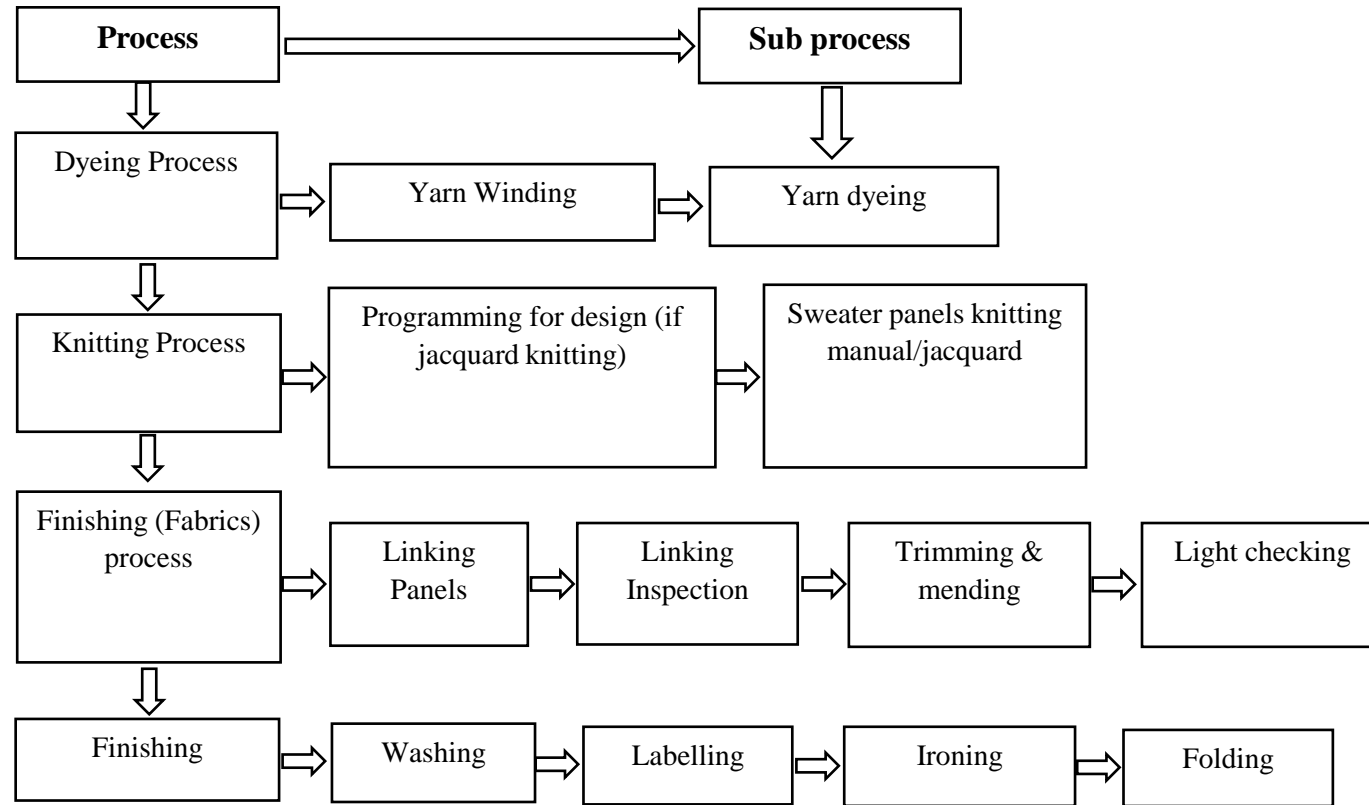 Process
Sub process
Dyeing Process
Yarn Winding
Yarn dyeing
Knitting Process
Programming for design (if
jacquard knitting)
Sweater panels knitting
manual/jacquard
Finishing (Fabrics)
process
Linking
Panels
Linking
Inspection
Trimming &
mending
Light checking
Finishing
Washing
Labelling
Ironing
Folding